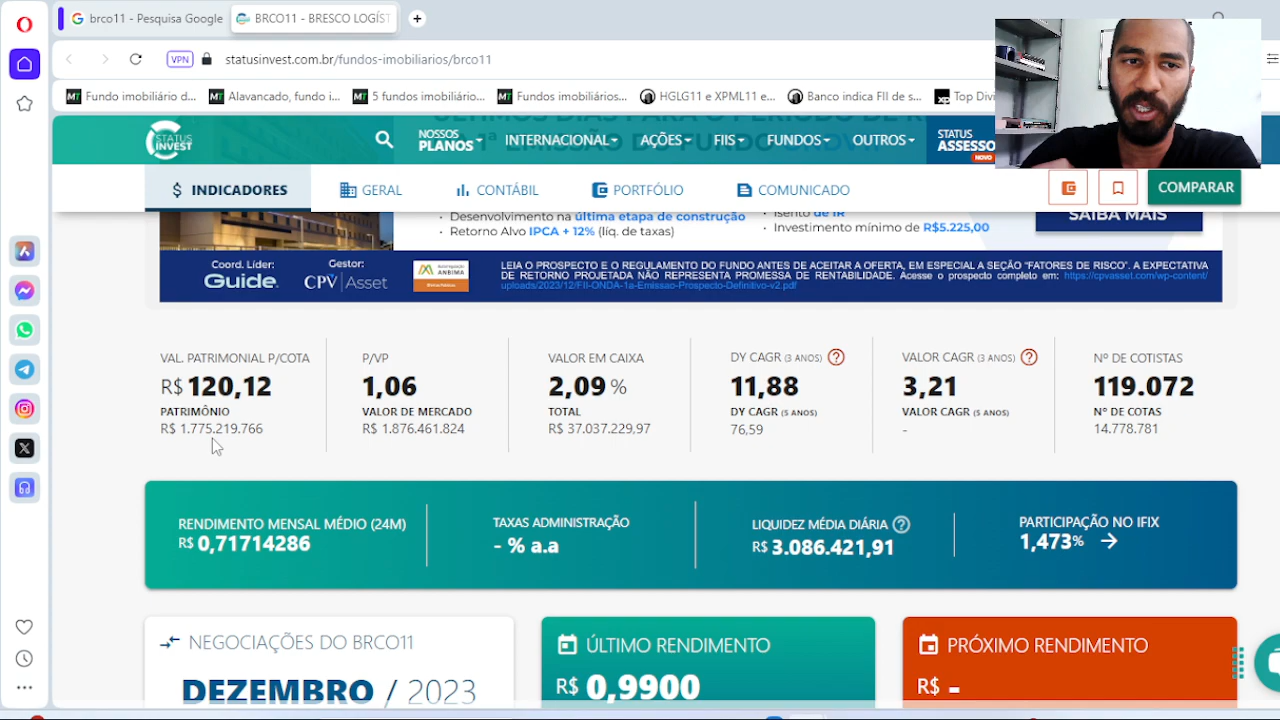 brco11 - Pesquisa Google
BRCO11 - BRESCO LOGÍST
VPN
statusinvest.com.br/fundos-imobiliarios/brco11
Fundo imobiliário d...
Alavancado, fundo i...
5 fundos imobiliário...
Fundos imobiliários...
HGLG11 e XPML11 e...
Banco indica FII de s...
Top Divi
STATUS INVEST
NOSSOS PLANOS
INTERNACIONAL
AÇÕES
FIIS
FUNDOS
OUTROS
STATUS ASSESSO
NOVO
INDICADORES
GERAL
CONTÁBIL
PORTFÓLIO
COMUNICADO
COMPARAR
· Desenvolvimento na última etapa de construção
· Retorno Alvo IPCA + 12% (líq. de taxas)
· Isento de IR
· Investimento mínimo de R$5.225,00
SAIBA MAIS
Coord. Líder:
Guide.
Gestor:
CPV Asset
ANBIMA
LEIA O PROSPECTO E O REGULAMENTO DO FUNDO ANTES DE ACEITAR A OFERTA, EM ESPECIAL A SEÇÃO "FATORES DE RISCO". A EXPECTATIVA
DE RETORNO PROJETADA NÃO REPRESENTA PROMESSA DE RENTABILIDADE. Acesse o prospecto completo em: https://cpvasset.com/wp-content/
uploads/2023/12/FII-ONDA-1a-Emissao-Prospecto-Definitivo-v2.pdf
VAL. PATRIMONIAL P/COTA
R$ 120,12
PATRIMÔNIO
R$ 1.775.219.766
P/VP
1,06
VALOR DE MERCADO
R$ 1.876.461.824
VALOR EM CAIXA
2,09 %
TOTAL
R$ 37.037.229,97
DY CAGR (3 ANOS)
11,88
DY CAGR (5 ANOS)
76,59
VALOR CAGR (3 ANOS)
3,21
VALOR CAGR (5 ANOS)
-
Nº DE COTISTAS
119.072
Nº DE COTAS
14.778.781
RENDIMENTO MENSAL MÉDIO (24M)
R$ 0,71714286
TAXAS ADMINISTRAÇÃO
- % a.a
LIQUIDEZ MÉDIA DIÁRIA
R$ 3.086.421,91
PARTICIPAÇÃO NO IFIX
1,473%
NEGOCIAÇÕES DO BRCO11
DEZEMBRO / 2023
ÚLTIMO RENDIMENTO
R$ 0,9900
PRÓXIMO RENDIMENTO
R$ -